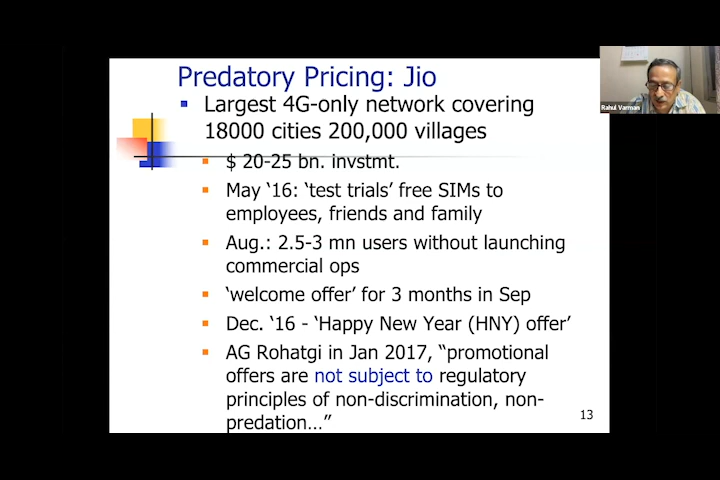 Predatory Pricing: Jio
Largest 4G-only network covering
18000 cities 200,000 villages
$ 20-25 bn. invstmt.
May ‘16: ‘test trials’ free SIMs to
employees, friends and family
Aug.: 2.5-3 mn users without launching
commercial ops
‘welcome offer’ for 3 months in Sep
Dec. ‘16 - ‘Happy New Year (HNY) offer’
AG Rohatgi in Jan 2017, “promotional
offers are not subject to regulatory
principles of non-discrimination, non-
predation…”
13
Rahul Varman